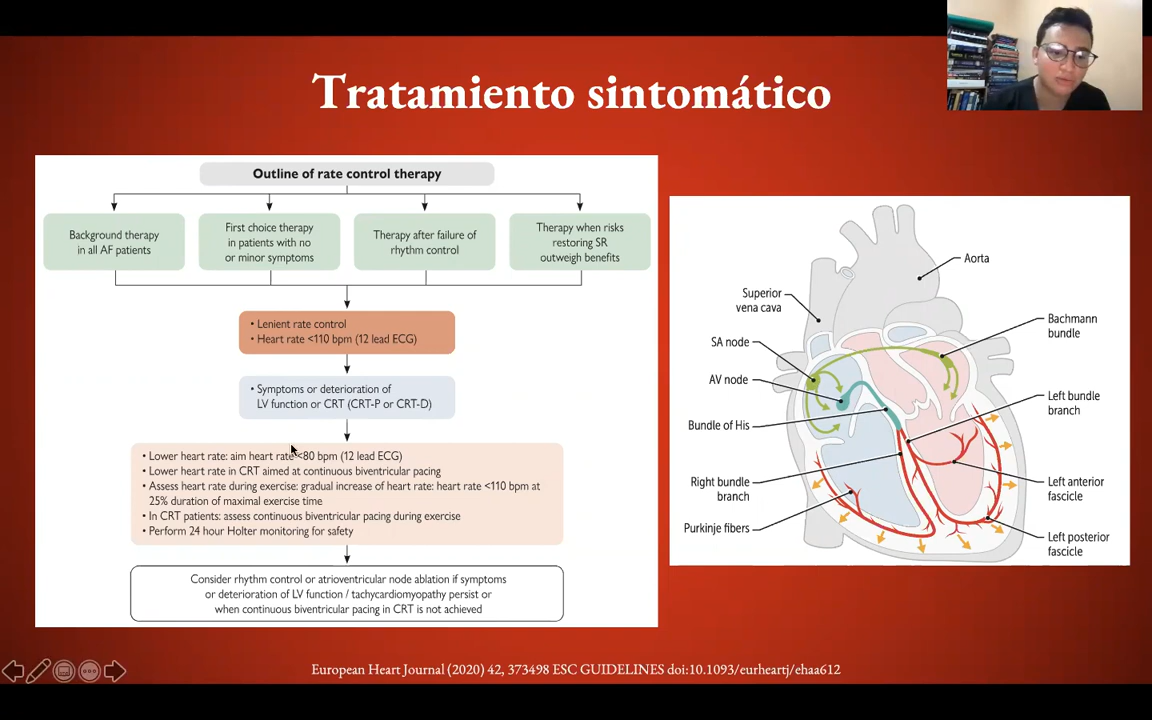 Tratamiento sintomático
Outline of rate control therapy
Background therapy
in all AF patients
First choice therapy
in patients with no
or minor symptoms
Therapy after failure of
rhythm control
Therapy when risks
restoring SR
outweigh benefits
• Lenient rate control
• Heart rate <110 bpm (12 lead ECG)
• Symptoms or deterioration of
LV function or CRT (CRT-P or CRT-D)
• Lower heart rate: aim heart rate <80 bpm (12 lead ECG)
• Lower heart rate in CRT aimed at continuous biventricular pacing
• Assess heart rate during exercise: gradual increase of heart rate: heart rate <110 bpm at
25% duration of maximal exercise time
• In CRT patients: assess continuous biventricular pacing during exercise
• Perform 24 hour Holter monitoring for safety
Consider rhythm control or atrioventricular node ablation if symptoms
or deterioration of LV function / tachycardiomyopathy persist or
when continuous biventricular pacing in CRT is not achieved
Aorta
Superior
vena cava
Bachmann
bundle
SA node
AV node
Left bundle
branch
Bundle of His
Right bundle
branch
Left anterior
fascicle
Purkinje fibers
Left posterior
fascicle
European Heart Journal (2020) 42, 373498 ESC GUIDELINES doi:10.1093/eurheartj/ehaa612